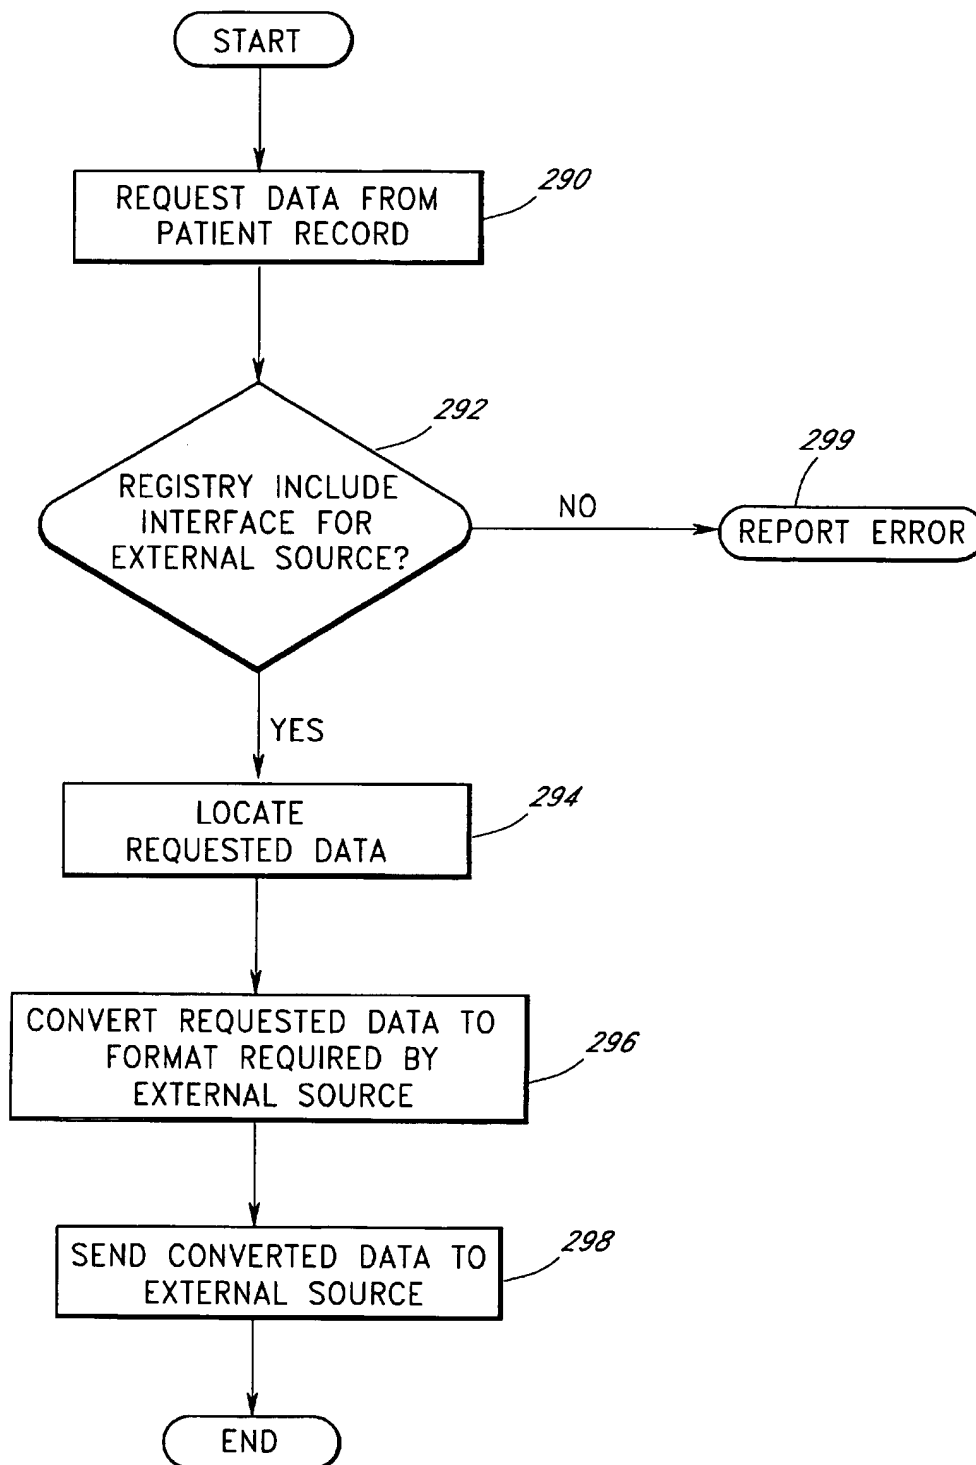 START
REQUEST DATA FROM
PATIENT RECORD
290
292
REGISTRY INCLUDE
INTERFACE FOR
EXTERNAL SOURCE?
NO
299
REPORT ERROR
YES
LOCATE
REQUESTED DATA
294
CONVERT REQUESTED DATA TO
FORMAT REQUIRED BY
EXTERNAL SOURCE
296
SEND CONVERTED DATA TO
EXTERNAL SOURCE
298
END